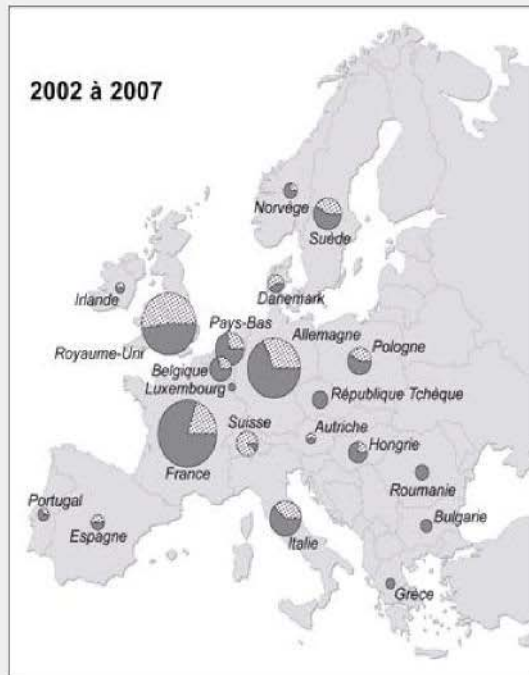 2002 à 2007
Norvège
Suède
Irlande
Danemark
Pays-Bas
Allemagne
Royaume-Uni
Pologne
Belgique
Luxembourg
République Tchèque
Suisse
Autriche
Hongrie
France
Roumanie
Portugal
Espagne
Bulgarie
Italie
Grèce